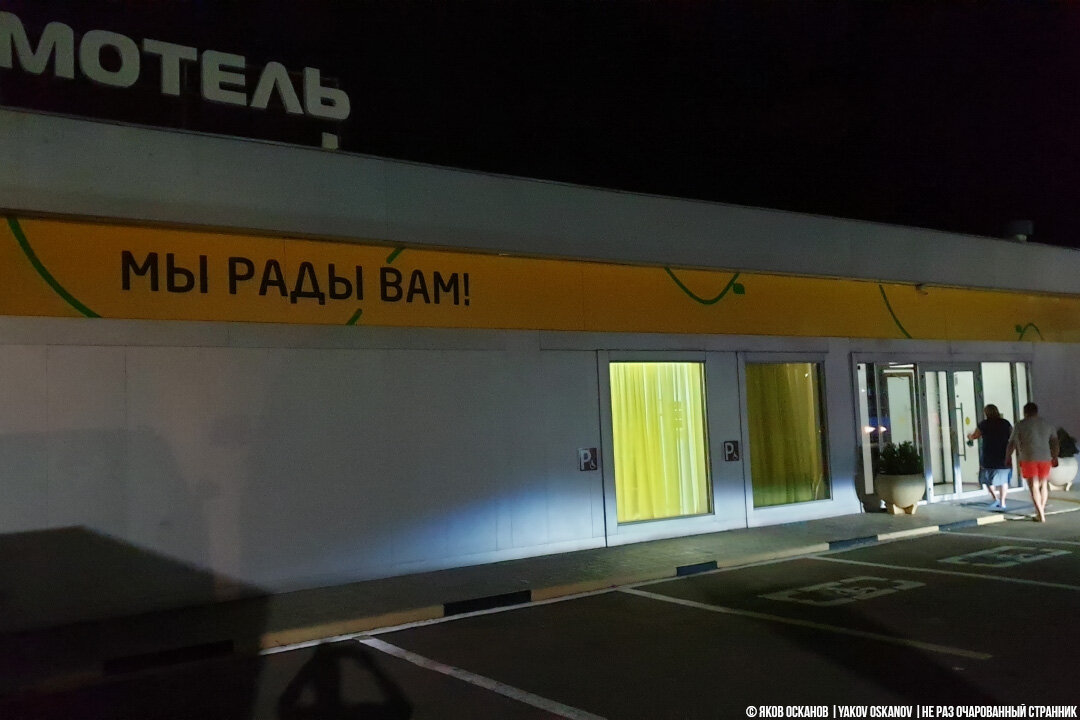 МОТЕЛЬ
МЫ РАДЫ ВАМ!
P
P
© ЯКОВ ОСКАНОВ | YAKOV OSKANOV | НЕ РАЗ ОЧАРОВАННЫЙ СТРАННИК